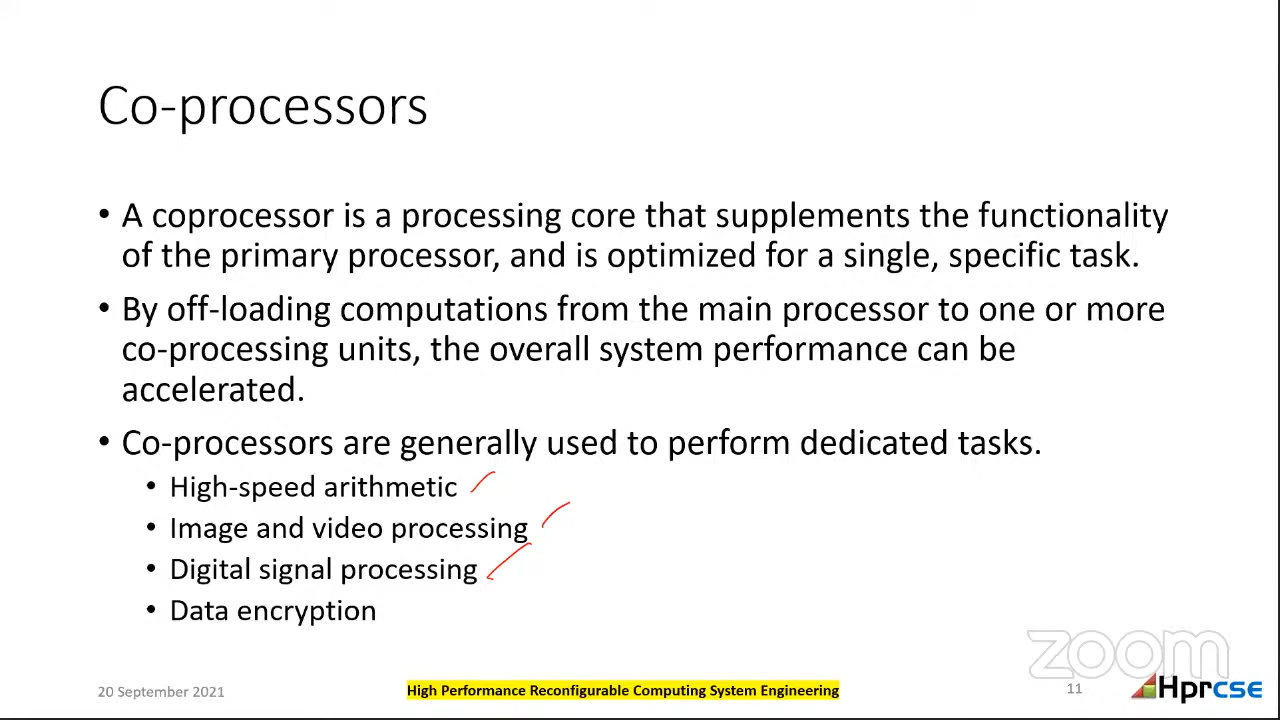 Co-processors
• A coprocessor is a processing core that supplements the functionality
of the primary processor, and is optimized for a single, specific task.
• By off-loading computations from the main processor to one or more
co-processing units, the overall system performance can be
accelerated.
• Co-processors are generally used to perform dedicated tasks.
• High-speed arithmetic
• Image and video processing
• Digital signal processing
• Data encryption
zoom
20 September 2021
High Performance Reconfigurable Computing System Engineering
11
Hprcse